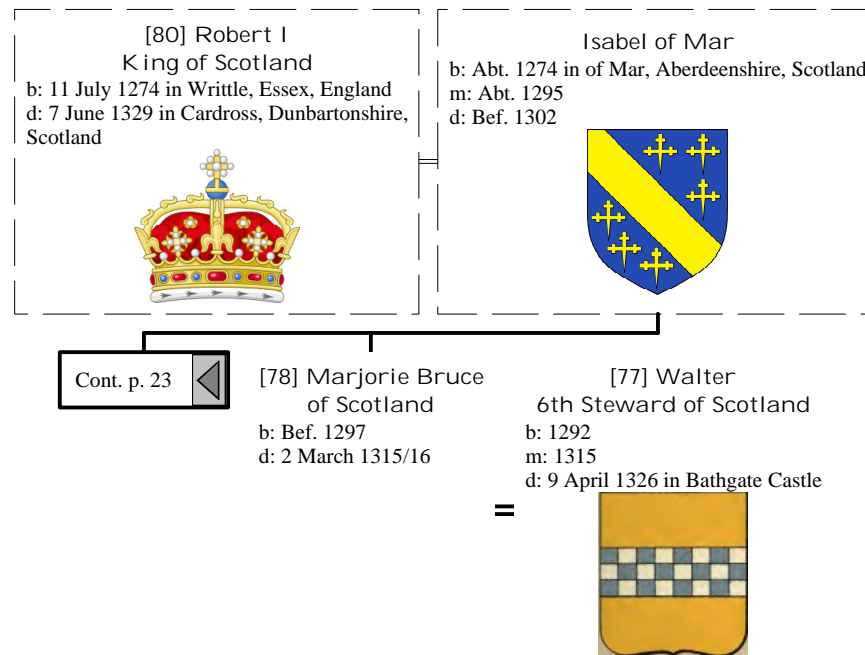 [80] Robert I
King of Scotland
b: 11 July 1274 in Writtle, Essex, England
d: 7 June 1329 in Cardross, Dunbartonshire,
Scotland
Isabel of Mar
b: Abt. 1274 in of Mar, Aberdeenshire, Scotland
m: Abt. 1295
d: Bef. 1302
Cont. p. 23
[78] Marjorie Bruce
of Scotland
b: Bef. 1297
d: 2 March 1315/16
=
[77] Walter
6th Steward of Scotland
b: 1292
m: 1315
d: 9 April 1326 in Bathgate Castle